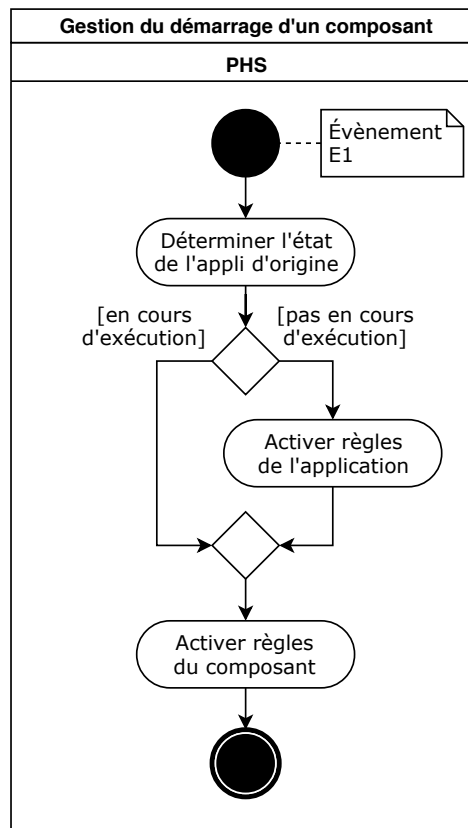 Gestion du démarrage d'un composant
PHS
Évènement
E1
Déterminer l'état
de l'appli d'origine
[en cours
d'exécution]
[pas en cours
d'exécution]
Activer règles
de l'application
Activer règles
du composant